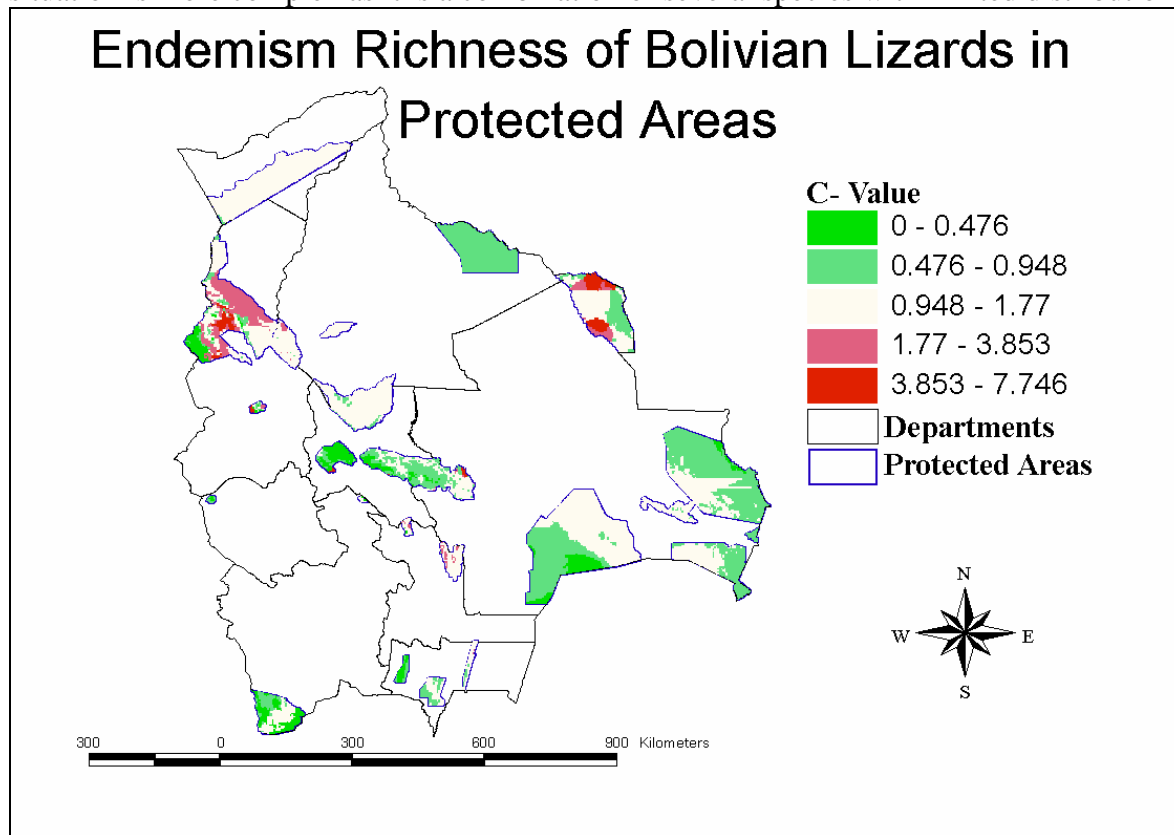 Endemism Richness of Bolivian Lizards in
Protected Areas
C- Value
0 - 0.476
0.476 - 0.948
0.948 - 1.77
1.77 - 3.853
3.853 - 7.746
Departments
Protected Areas
N
W E
S
300 0 300 600 900 Kilometers